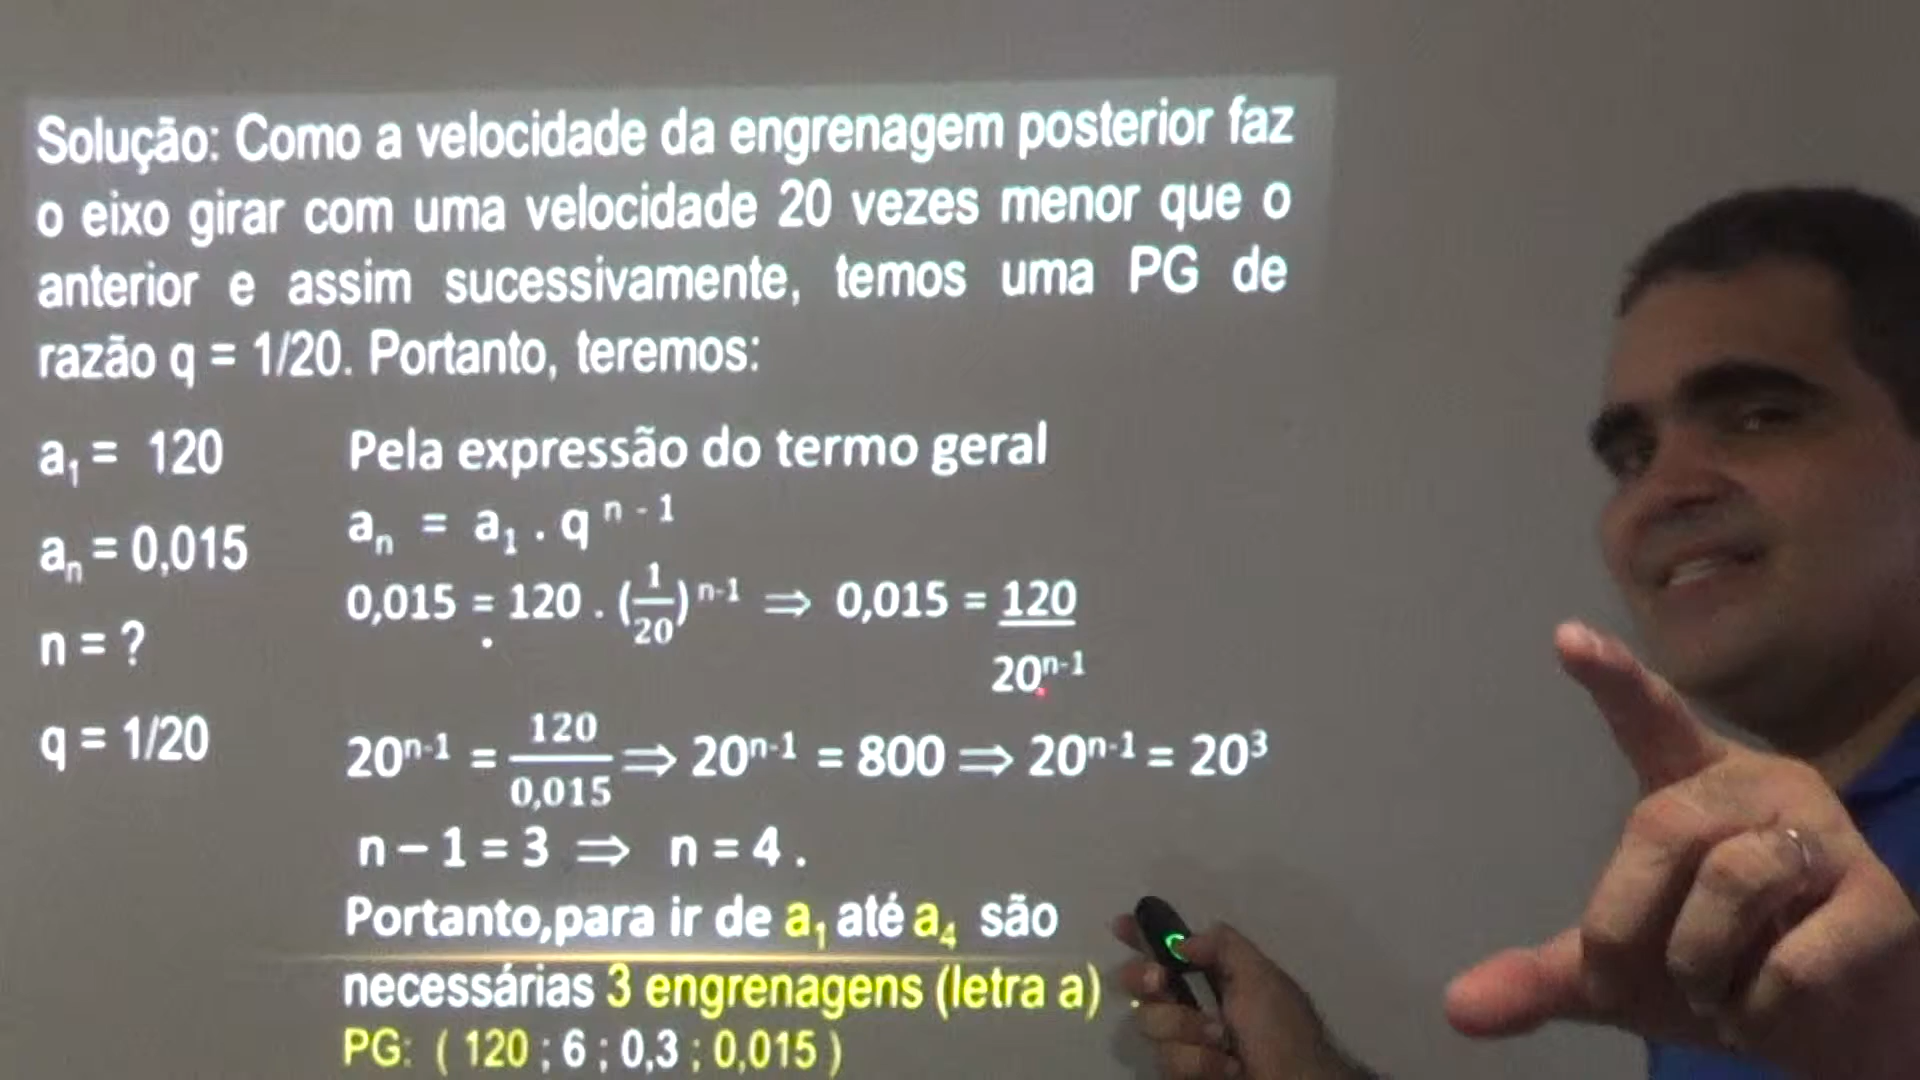 Solução: Como a velocidade da engrenagem posterior faz
o eixo girar com uma velocidade 20 vezes menor que o
anterior e assim sucessivamente, temos uma PG de
razão q = 1/20. Portanto, teremos:
a₁ = 120
aₙ = 0,015
n = ?
q = 1/20
Pela expressão do termo geral
aₙ = a₁ . q ⁿ ⁻ ¹
0,015 = 120 . (1/20)ⁿ⁻¹ ⇒ 0,015 = 120/20ⁿ⁻¹
20ⁿ⁻¹ = 120/0,015 ⇒ 20ⁿ⁻¹ = 800 ⇒ 20ⁿ⁻¹ = 20³
n – 1 = 3 ⇒ n = 4 .
Portanto,para ir de a₁ até a₄ são
necessárias 3 engrenagens (letra a) .
PG: ( 120 ; 6 ; 0,3 ; 0,015 )